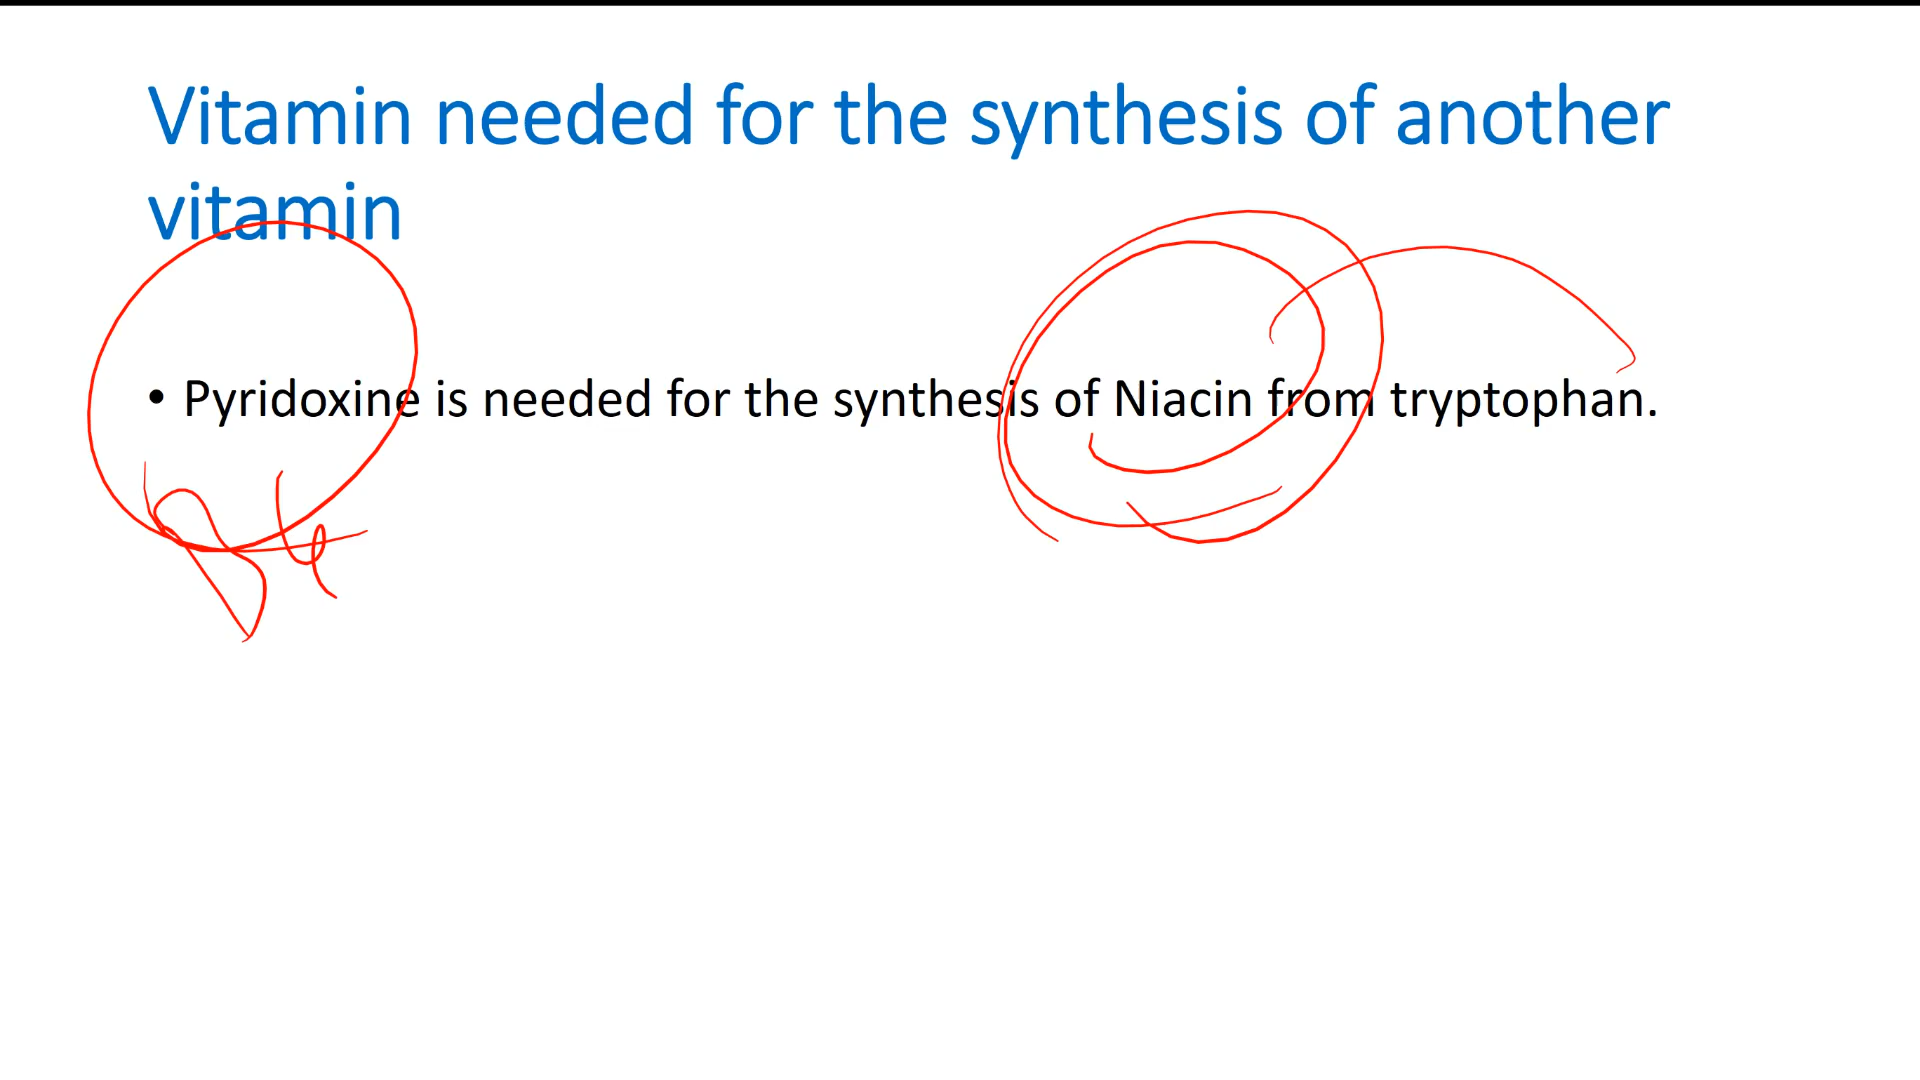 Vitamin needed for the synthesis of another
vitamin
• Pyridoxine is needed for the synthesis of Niacin from tryptophan.